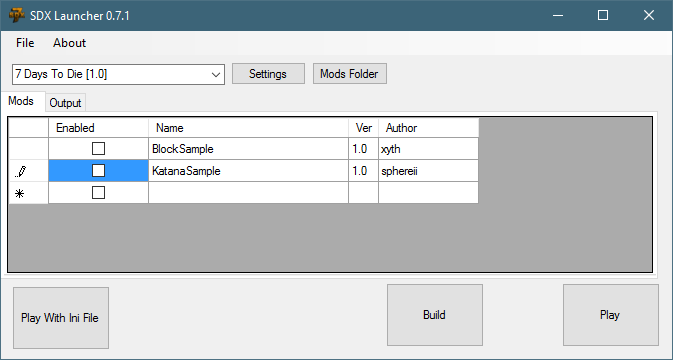 SDX Launcher 0.7.1
File About
7 Days To Die [1.0] Settings Mods Folder
Mods Output
Enabled Name Ver Author
BlockSample 1.0 xyth
KatanaSample 1.0 sphereii
Play With Ini File Build Play